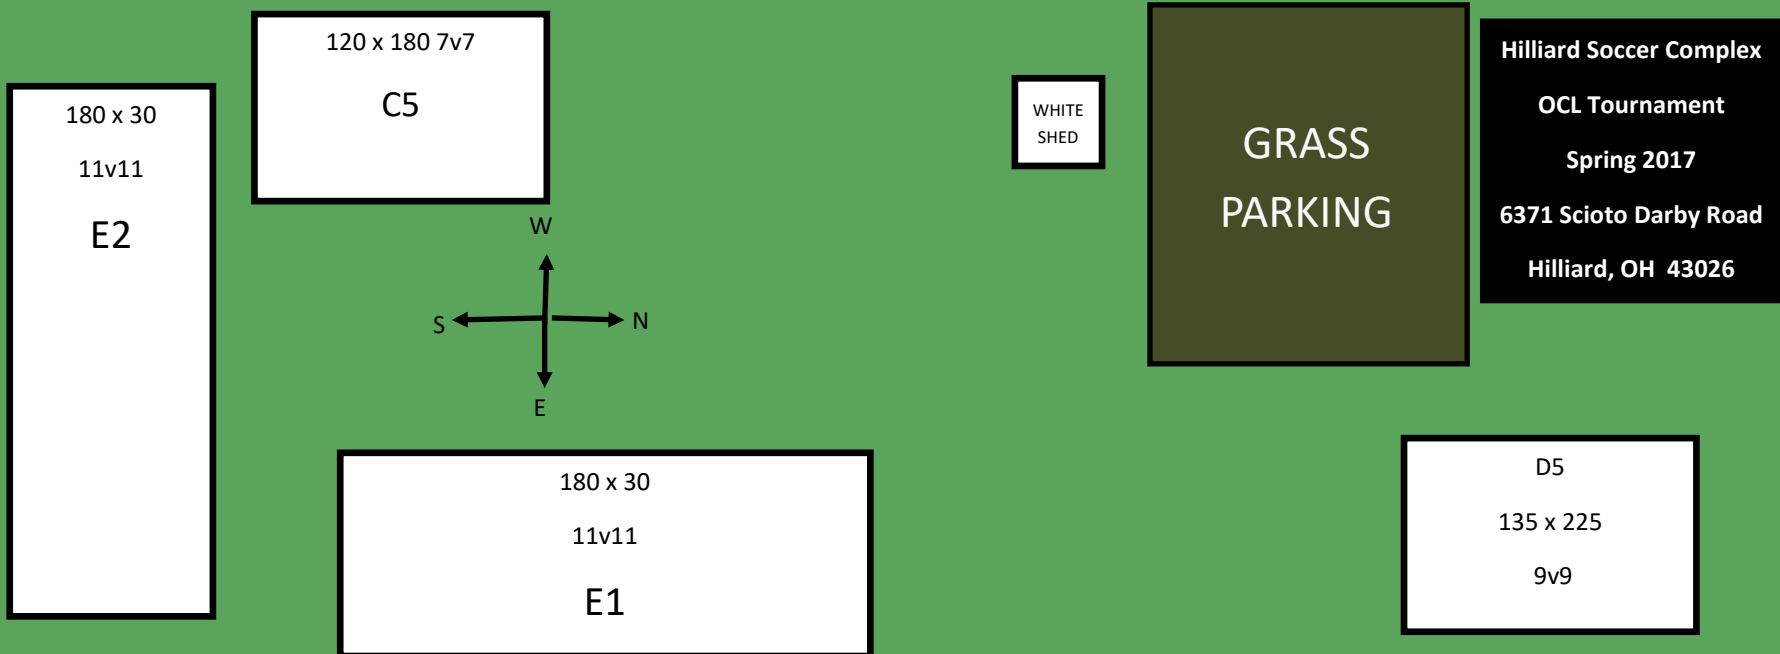 120 x 180 7v7
C5
180 x 30
11v11
E2
WHITE
SHED
GRASS
PARKING
Hilliard Soccer Complex
OCL Tournament
Spring 2017
6371 Scioto Darby Road
Hilliard, OH  43026
W
S
N
E
180 x 30
11v11
E1
D5
135 x 225
9v9